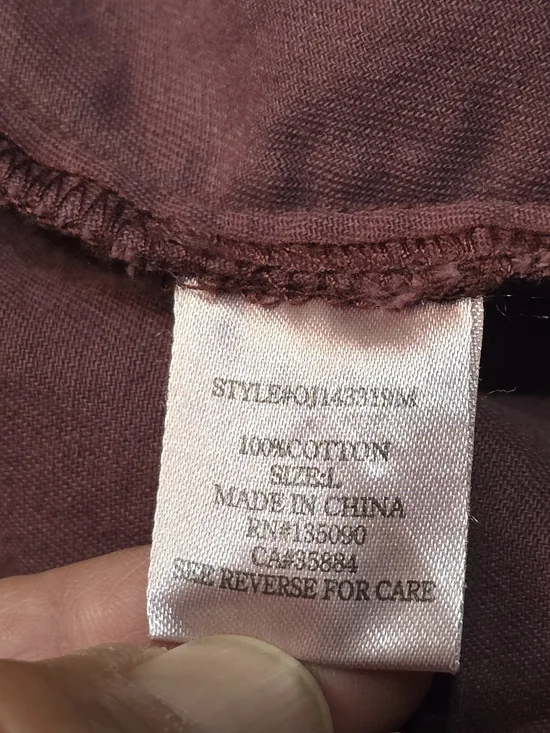 STYLE#OJ143319M
100%COTTON
SIZE:L
MADE IN CHINA
RN#135090
CA#35884
SEE REVERSE FOR CARE